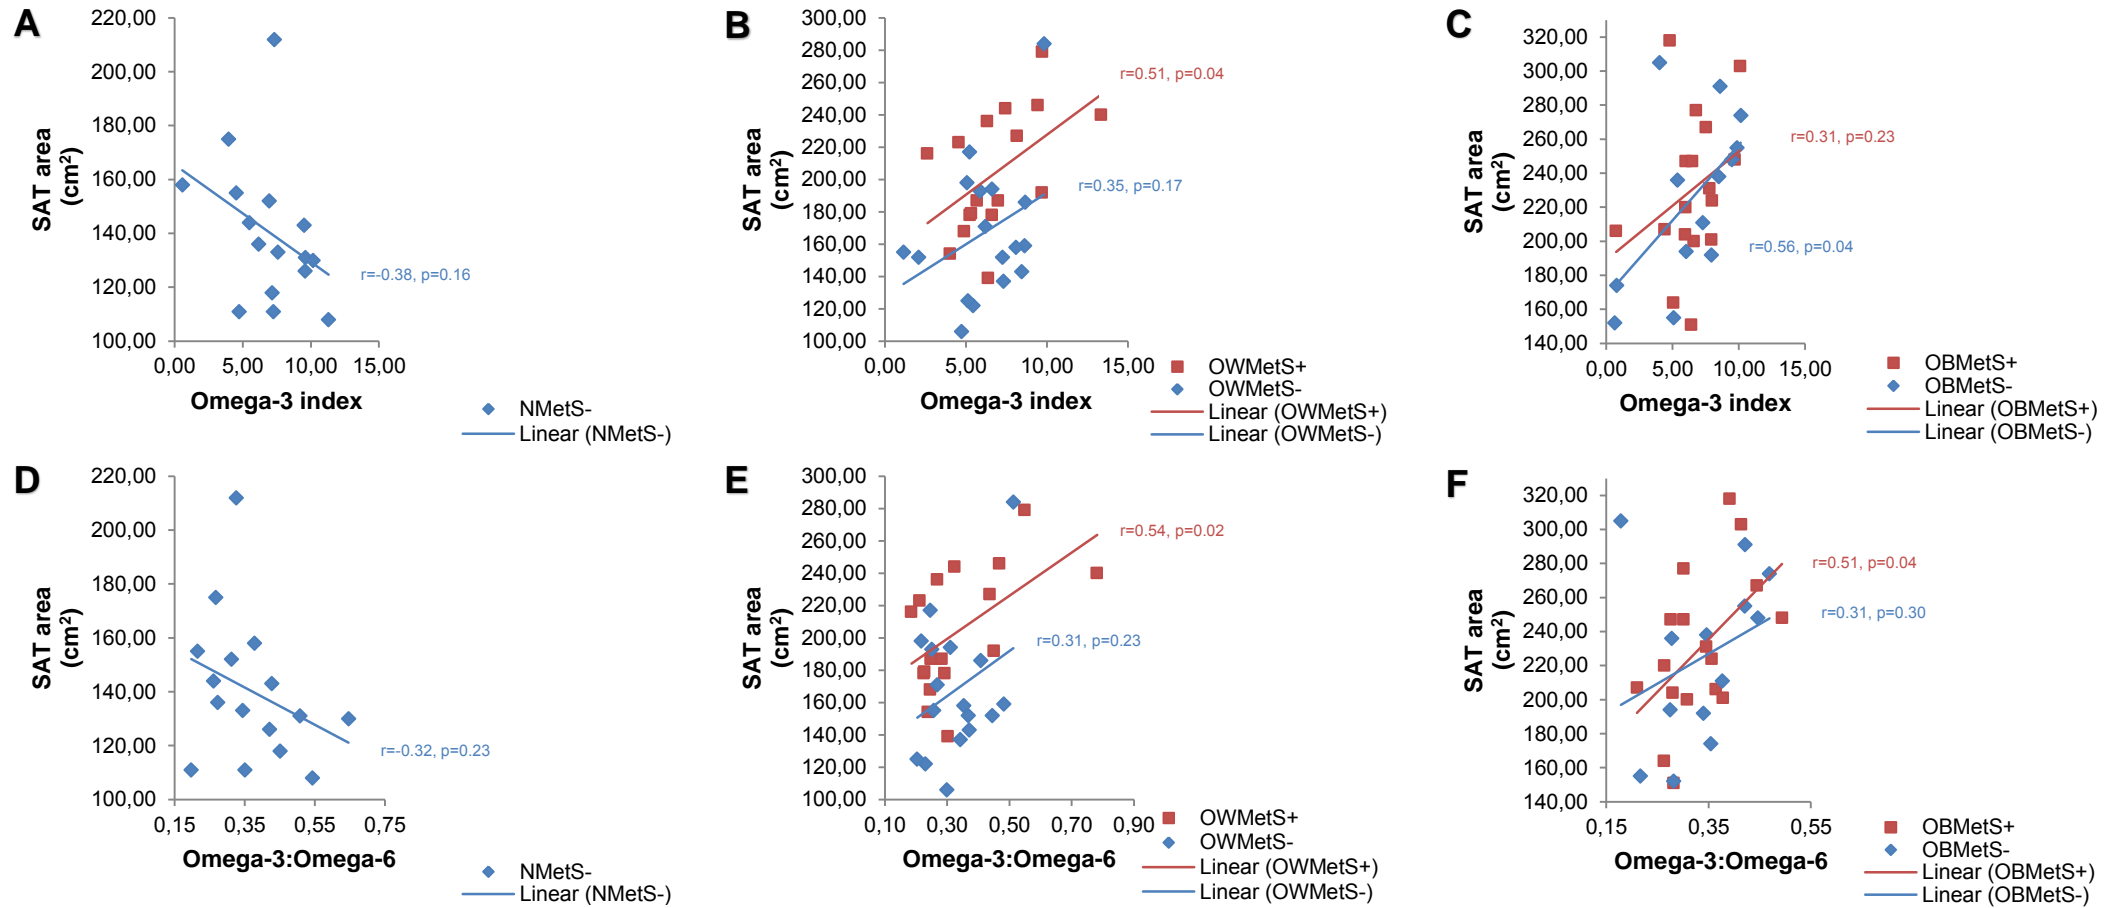 A
220,00
200,00
180,00
160,00
140,00
120,00
100,00
SAT area
(cm²)
0,00 5,00 10,00 15,00
Omega-3 index
r=-0.38, p=0.16
NMetS-
Linear (NMetS-)
B
300,00
280,00
260,00
240,00
220,00
200,00
180,00
160,00
140,00
120,00
100,00
SAT area
(cm²)
0,00 5,00 10,00 15,00
Omega-3 index
r=0.51, p=0.04
r=0.35, p=0.17
OWMetS+
OWMetS-
Linear (OWMetS+)
Linear (OWMetS-)
C
320,00
300,00
280,00
260,00
240,00
220,00
200,00
180,00
160,00
140,00
SAT area
(cm²)
0,00 5,00 10,00 15,00
Omega-3 index
r=0.31, p=0.23
r=0.56, p=0.04
OBMetS+
OBMetS-
Linear (OBMetS+)
Linear (OBMetS-)
D
220,00
200,00
180,00
160,00
140,00
120,00
100,00
SAT area
(cm²)
0,15 0,35 0,55 0,75
Omega-3:Omega-6
r=-0.32, p=0.23
NMetS-
Linear (NMetS-)
E
300,00
280,00
260,00
240,00
220,00
200,00
180,00
160,00
140,00
120,00
100,00
SAT area
(cm²)
0,10 0,30 0,50 0,70 0,90
Omega-3:Omega-6
r=0.54, p=0.02
r=0.31, p=0.23
OWMetS+
OWMetS-
Linear (OWMetS+)
Linear (OWMetS-)
F
320,00
300,00
280,00
260,00
240,00
220,00
200,00
180,00
160,00
140,00
SAT area
(cm²)
0,15 0,35 0,55
Omega-3:Omega-6
r=0.51, p=0.04
r=0.31, p=0.30
OBMetS+
OBMetS-
Linear (OBMetS+)
Linear (OBMetS-)